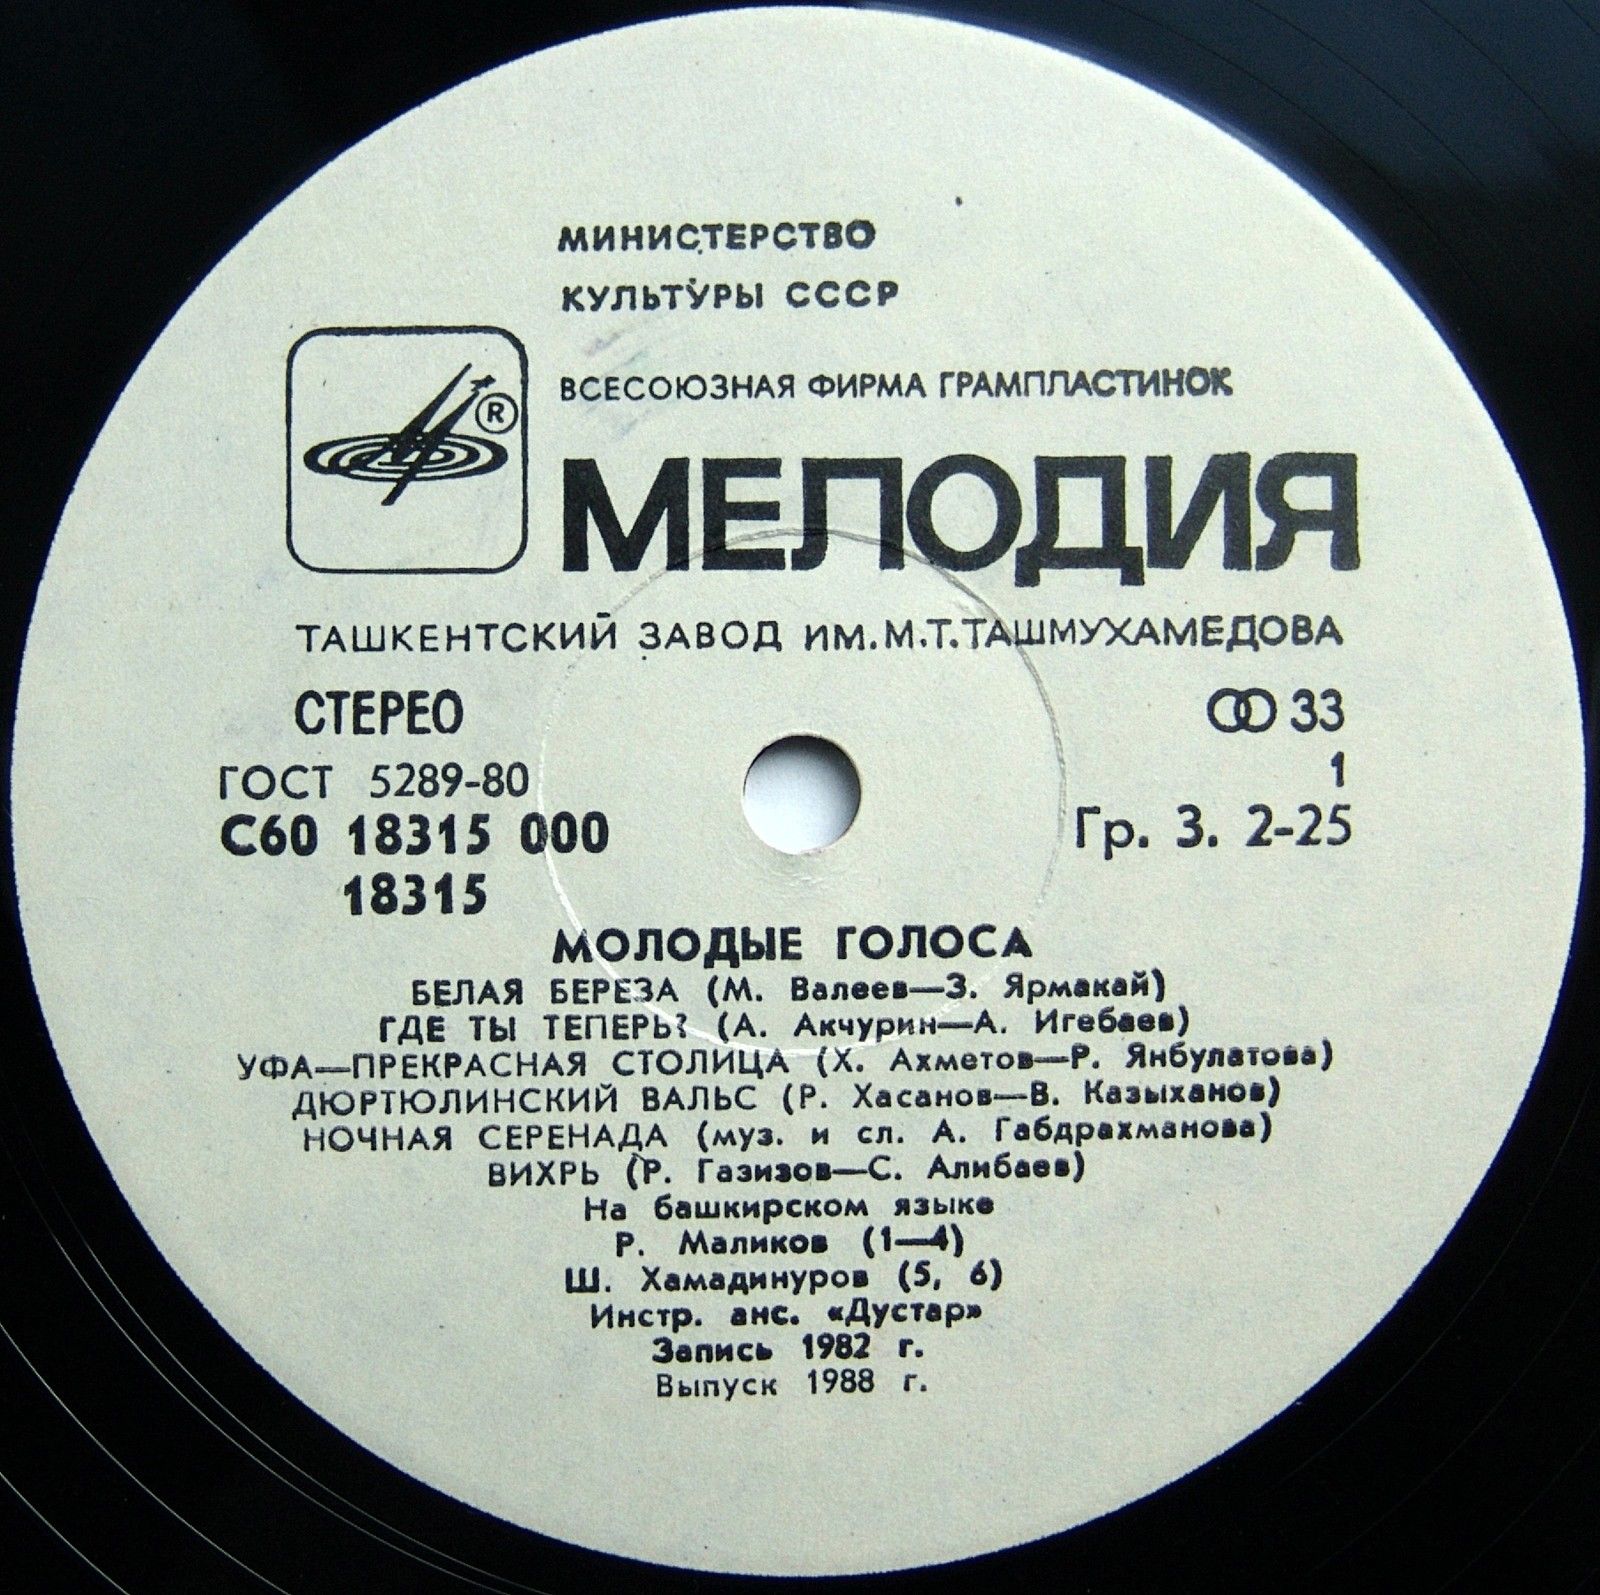 МИНИСТЕРСТВО
КУЛЬТУРЫ СССР
ВСЕСОЮЗНАЯ ФИРМА ГРАМПЛАСТИНОК
®
МЕЛОДИЯ
ТАШКЕНТСКИЙ ЗАВОД ИМ.М.Т.ТАШМУХАМЕДОВА
СТЕРЕО
33
ГОСТ 5289-80
1
С60 18315 000
Гр. 3. 2-25
18315
МОЛОДЫЕ ГОЛОСА
БЕЛАЯ БЕРЕЗА (М. Валеев—З. Ярмакай)
ГДЕ ТЫ ТЕПЕРЬ? (А. Акчурин—А. Игебаев)
УФА—ПРЕКРАСНАЯ СТОЛИЦА (Х. Ахметов—Р. Янбулатова)
ДЮРТЮЛИНСКИЙ ВАЛЬС (Р. Хасанов—В. Казыханов)
НОЧНАЯ СЕРЕНАДА (муз. и сл. А. Габдрахманова)
ВИХРЬ (Р. Газизов—С. Алибаев)
На башкирском языке
Р. Маликов (1—4)
Ш. Хамадинуров (5, 6)
Инстр. анс. «Дустар»
Запись 1982 г.
Выпуск 1988 г.